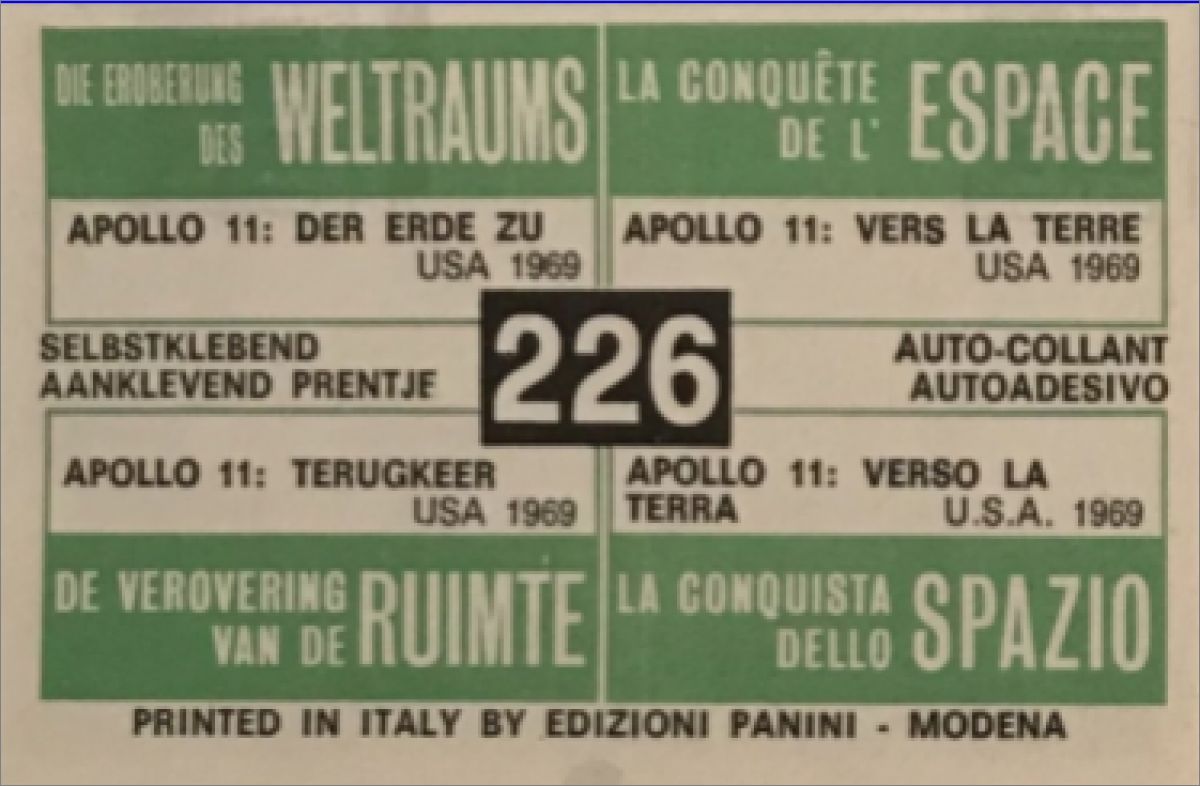 DIE EROBERUNG
DES WELTRAUMS
APOLLO 11: DER ERDE ZU
USA 1969
LA CONQUÊTE
DE L' ESPACE
APOLLO 11: VERS LA TERRE
USA 1969
SELBSTKLEBEND
AANKLEVEND PRENTJE
226
AUTO-COLLANT
AUTOADESIVO
APOLLO 11: TERUGKEER
USA 1969
DE VEROVERING
VAN DE RUIMTE
APOLLO 11: VERSO LA
TERRA U.S.A. 1969
LA CONQUISTA
DELLO SPAZIO
PRINTED IN ITALY BY EDIZIONI PANINI - MODENA